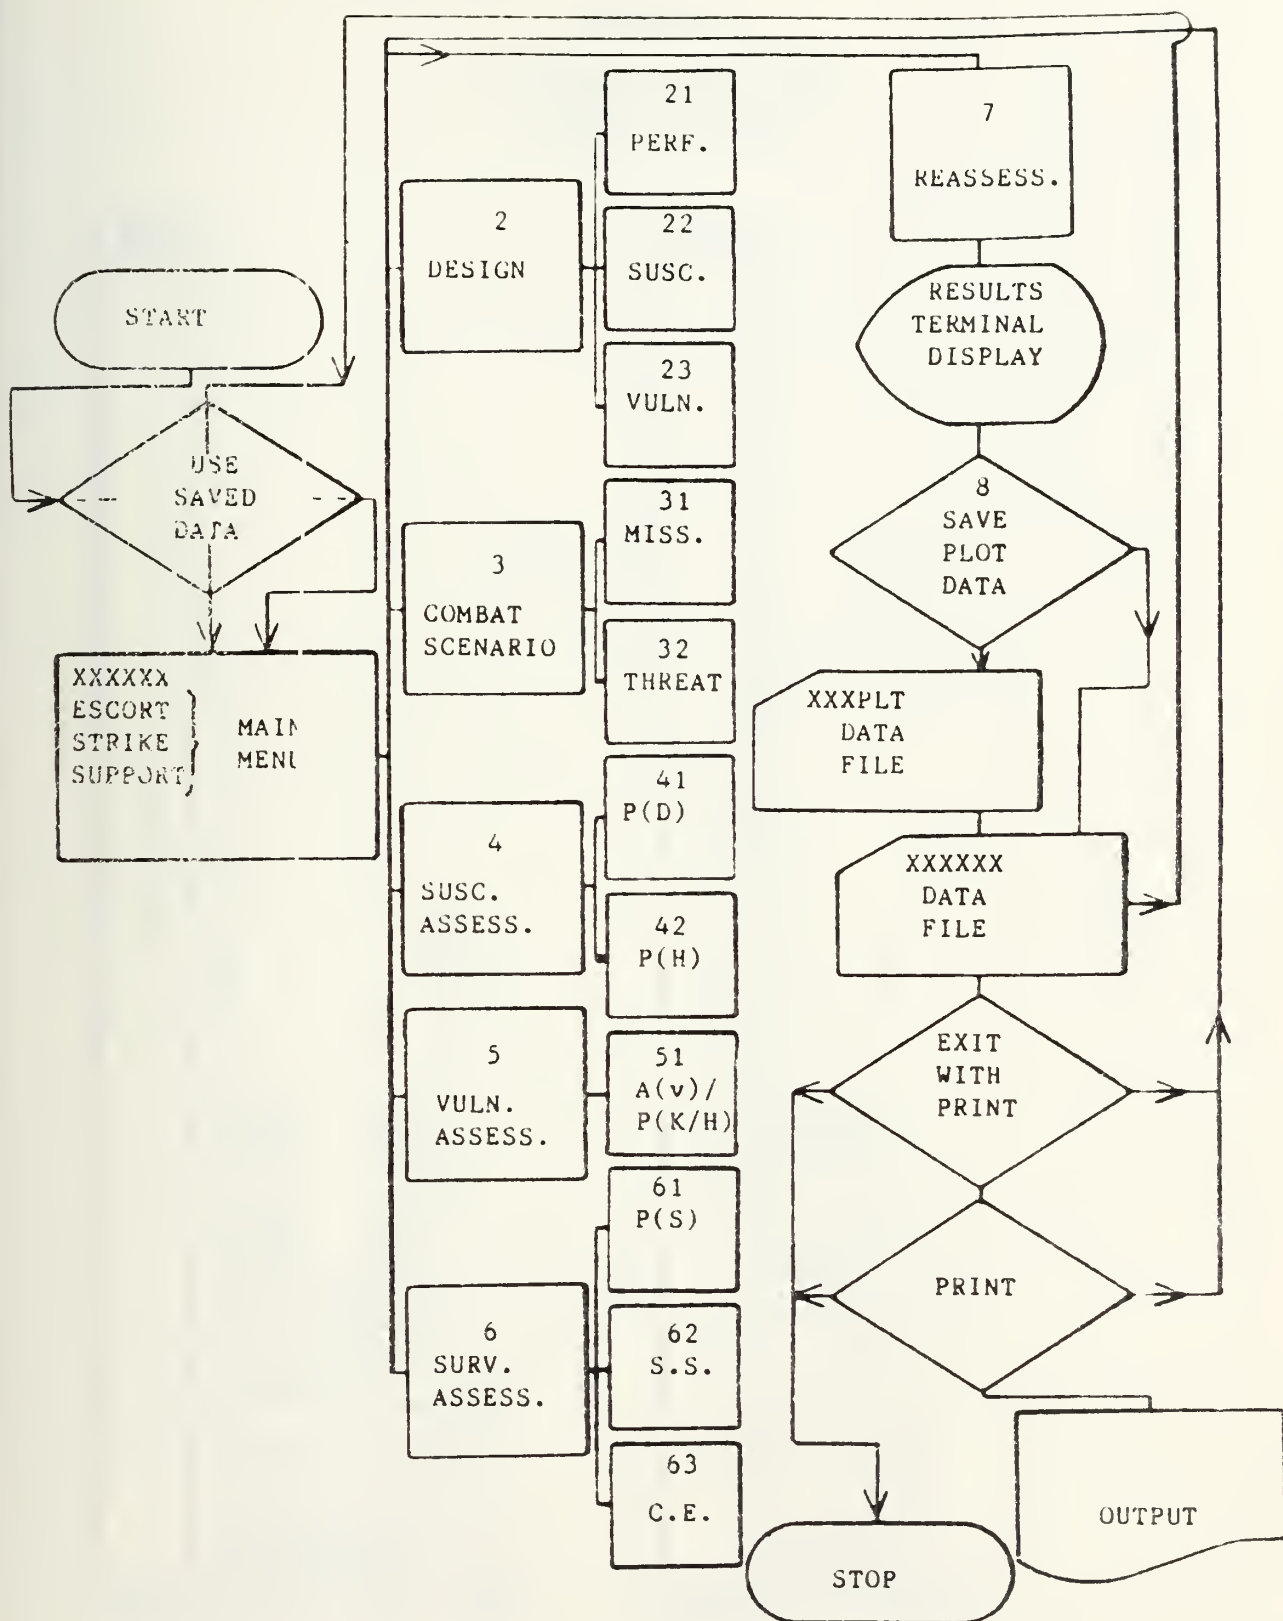 START
USE
SAVED
DATA
XXXXXX
ESCORT
STRIKE
SUPPORT
MAIN
MENU
2
DESIGN
21
PERF.
22
SUSC.
23
VULN.
3
COMBAT
SCENARIO
31
MISS.
32
THREAT
4
SUSC.
ASSESS.
41
P(D)
42
P(H)
5
VULN.
ASSESS.
51
A(v)/
P(K/H)
6
SURV.
ASSESS.
61
P(S)
62
S.S.
63
C.E.
7
REASSESS.
RESULTS
TERMINAL
DISPLAY
8
SAVE
PLOT
DATA
XXXPLT
DATA
FILE
XXXXXX
DATA
FILE
EXIT
WITH
PRINT
PRINT
OUTPUT
STOP